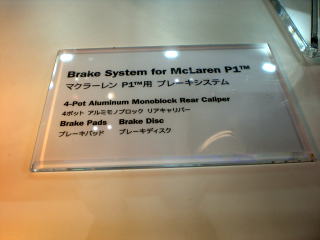 Brake System for McLaren P1™
マクラーレン P1™用 ブレーキシステム
4-Pot Aluminum Monoblock Rear Caliper
4ポット アルミモノブロック リアキャリパー
Brake Pads Brake Disc
ブレーキパッド ブレーキディスク